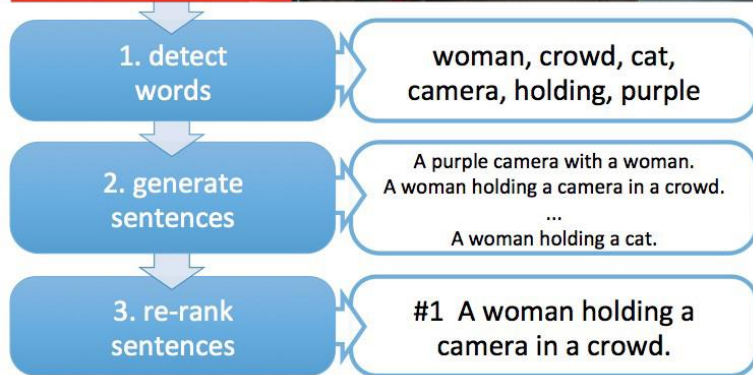 1. detect
words
woman, crowd, cat,
camera, holding, purple
2. generate
sentences
A purple camera with a woman.
A woman holding a camera in a crowd.
...
A woman holding a cat.
3. re-rank
sentences
#1 A woman holding a
camera in a crowd.